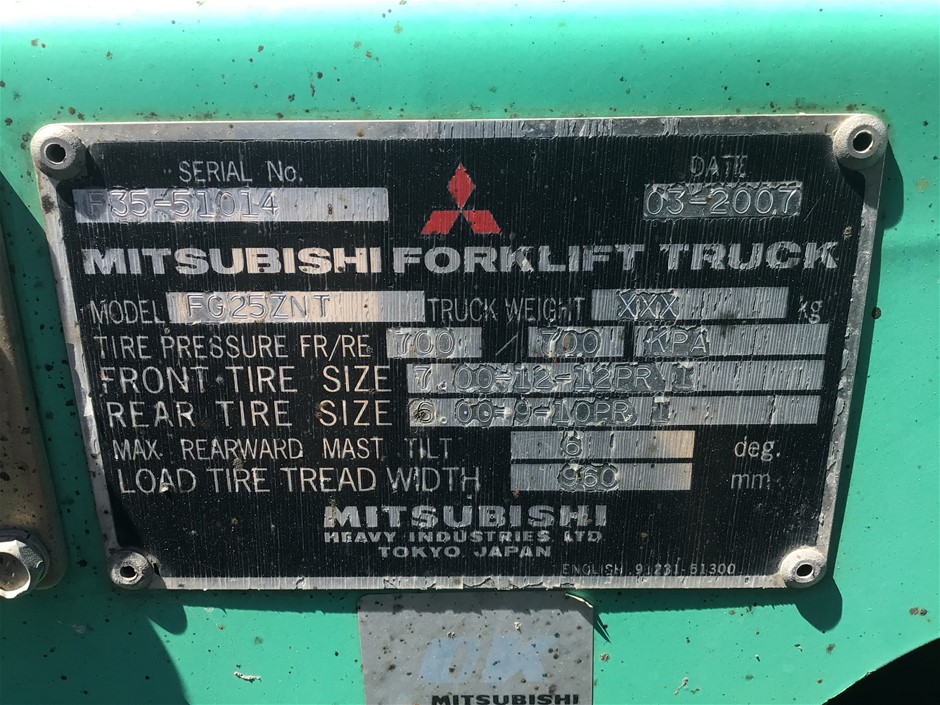 SERIAL No. DATE
F35-51014 03-2007
MITSUBISHI FORKLIFT TRUCK
MODEL FG25ZNT TRUCK WEIGHT XXX kg
TIRE PRESSURE FR/RE 700 / 700 KPA
FRONT TIRE SIZE 7.00-12-12PR I
REAR TIRE SIZE 6.00-9-10PR I
MAX. REARWARD MAST TILT 6 deg.
LOAD TIRE TREAD WIDTH 960 mm
MITSUBISHI
HEAVY INDUSTRIES, LTD.
TOKYO, JAPAN
ENGLISH 91231-51300
OK
MITSUBISHI